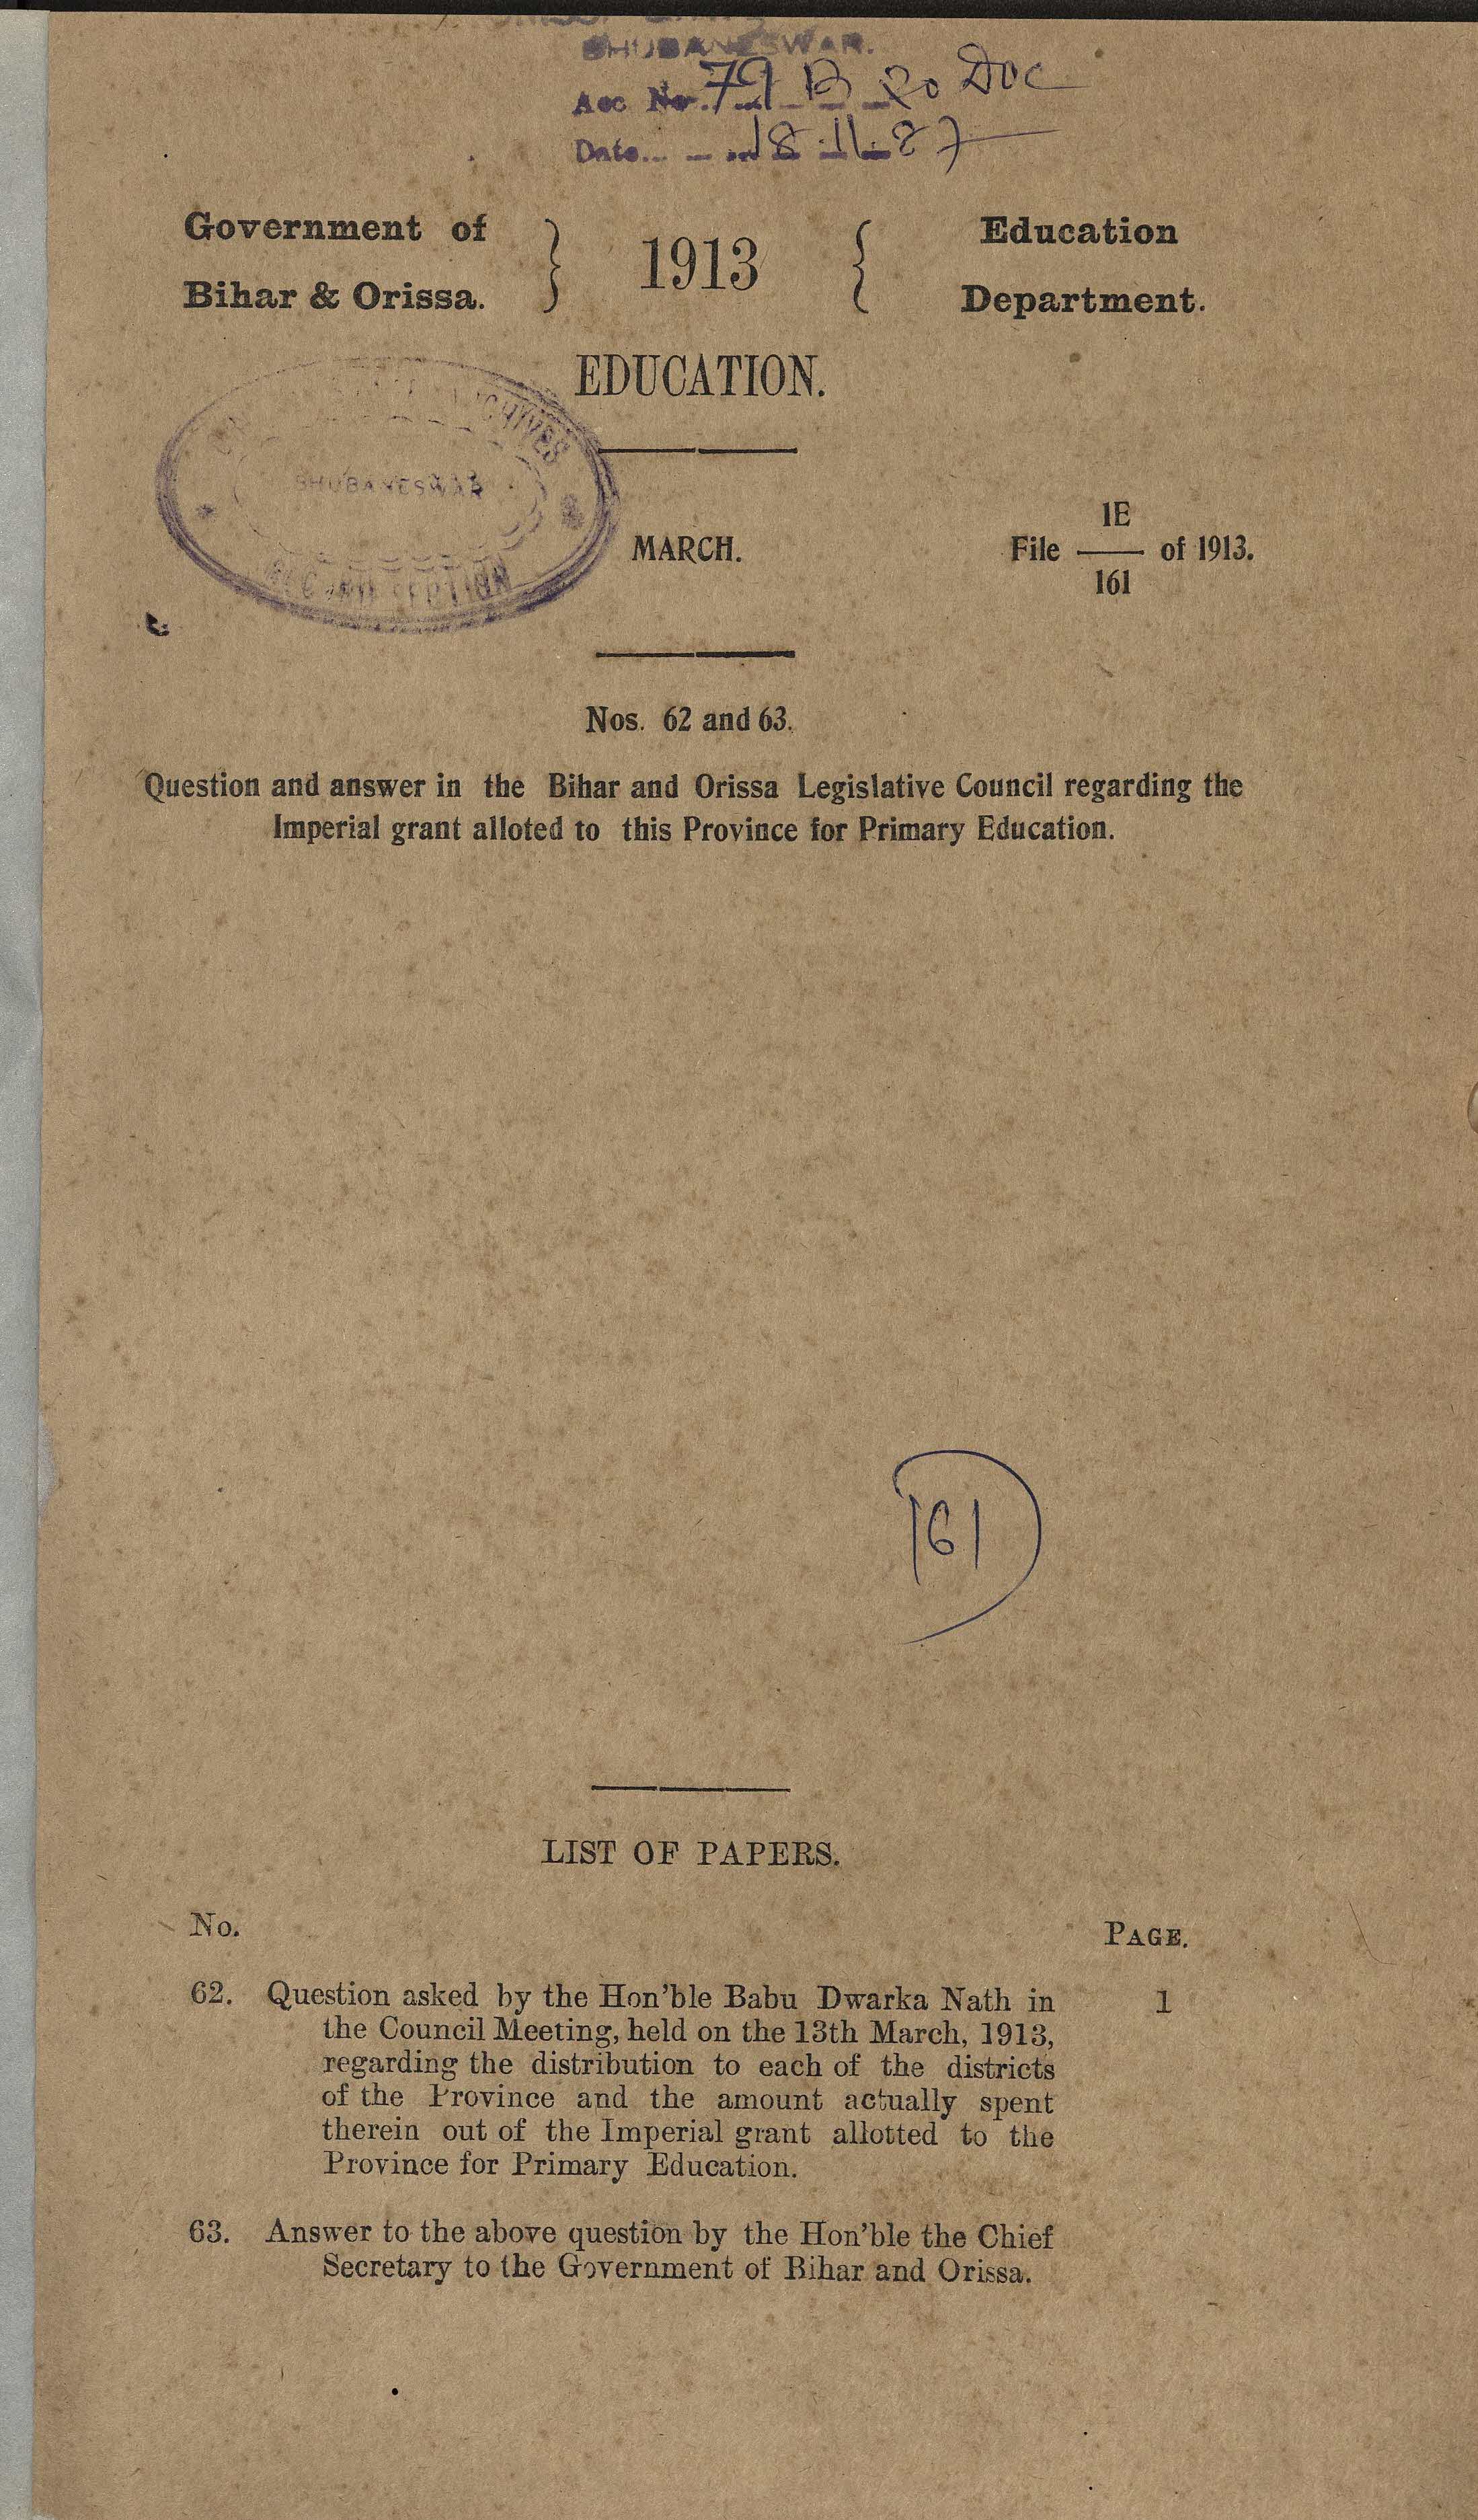 BHUBANESWAR.
Acc No. 79 B 20 Doc
Date... 18.11.87
Government of } 1913 { Education
Bihar & Orissa. Department.
EDUCATION.
ARCHIVES
BHUBANESWAR
RECORD SECTION
MARCH.
1E
File —— of 1913.
161
Nos. 62 and 63.
Question and answer in the Bihar and Orissa Legislative Council regarding the
Imperial grant alloted to this Province for Primary Education.
161
LIST OF PAPERS.
No. PAGE.
62. Question asked by the Hon'ble Babu Dwarka Nath in 1
the Council Meeting, held on the 13th March, 1913,
regarding the distribution to each of the districts
of the Province and the amount actually spent
therein out of the Imperial grant allotted to the
Province for Primary Education.
63. Answer to the above question by the Hon'ble the Chief
Secretary to the Government of Bihar and Orissa.